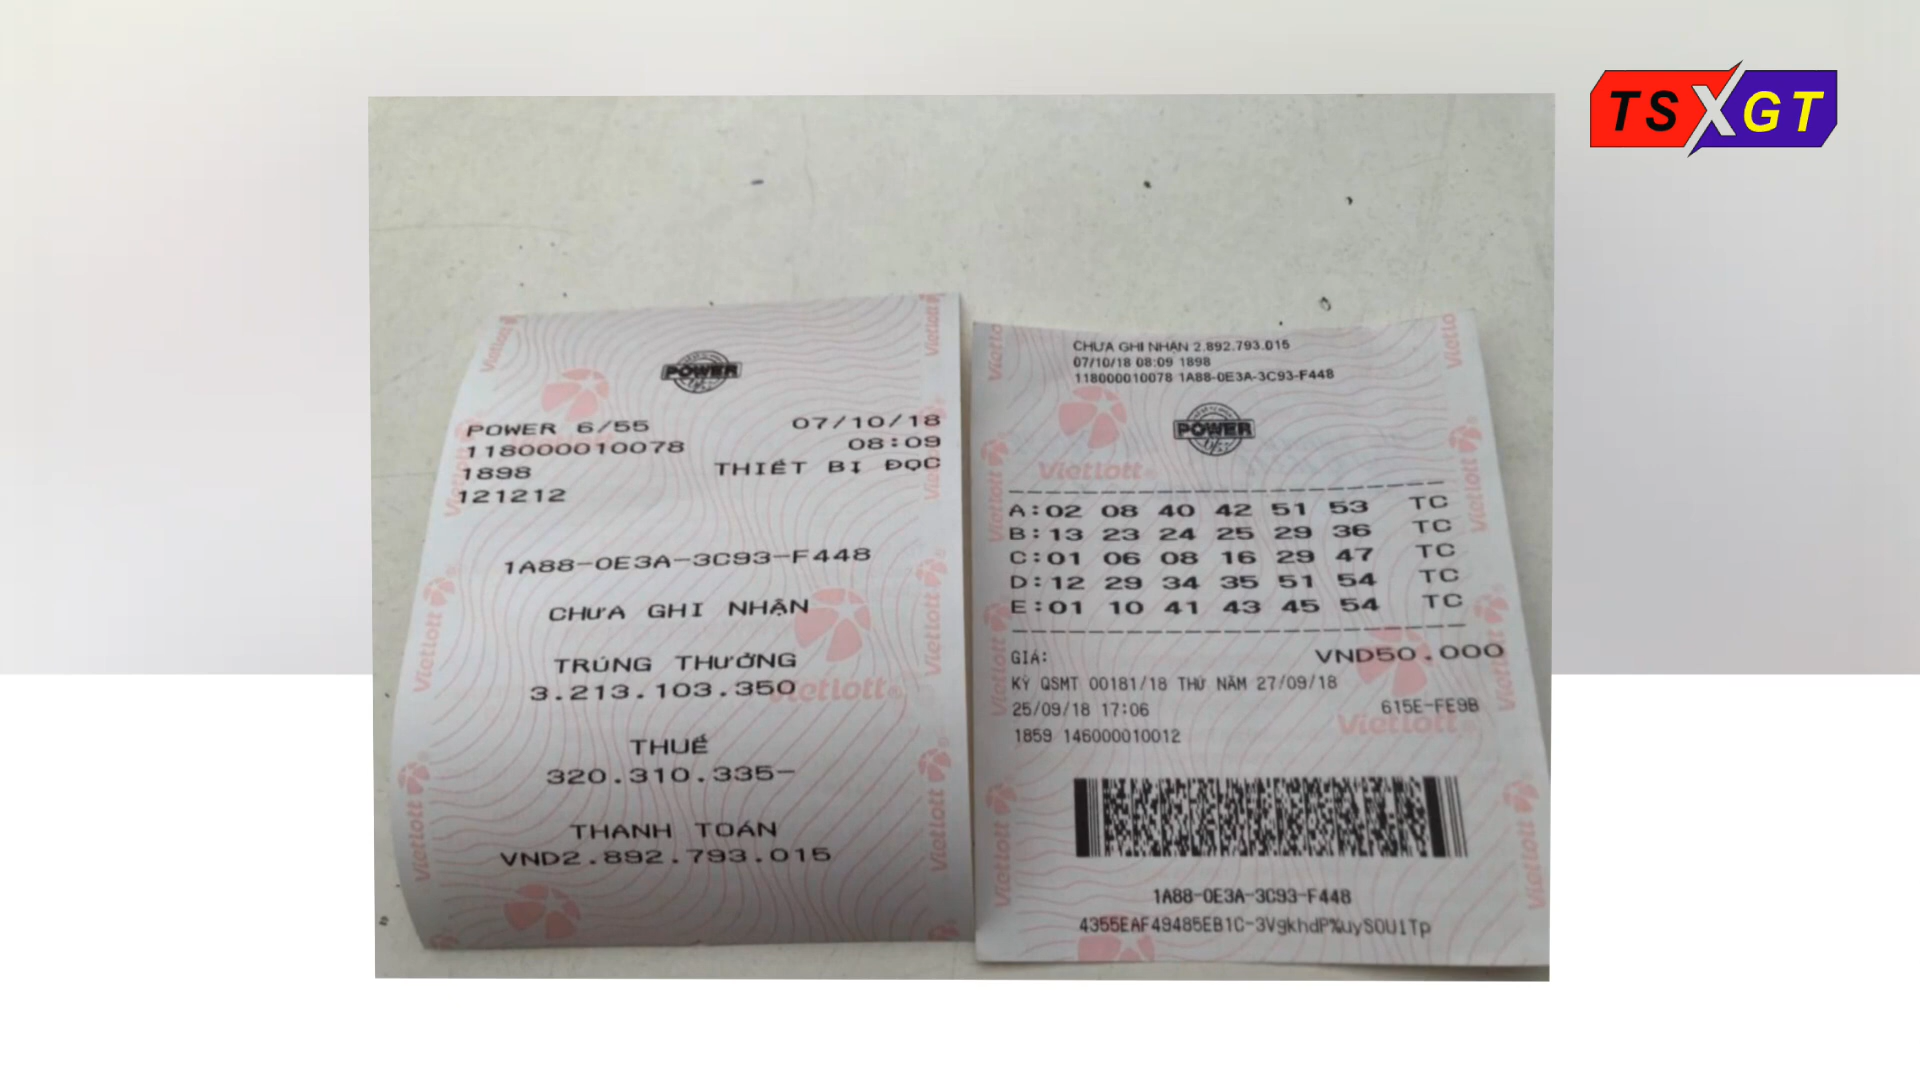 TSXGT
POWER
POWER 6/55 07/10/18
118000010078 08:09
1898 THIẾT BỊ ĐỌC
121212
1A88-0E3A-3C93-F448
CHƯA GHI NHẬN
TRÚNG THƯỞNG
3.213.103.350
THUẾ
320.310.335-
THANH TOÁN
VND2.892.793.015
Vietlott
CHƯA GHI NHẬN 2.892.793.015
07/10/18 08:09 1898
118000010078 1A88-0E3A-3C93-F448
POWER
Vietlott
A:02 08 40 42 51 53 TC
B:13 23 24 25 29 36 TC
C:01 06 08 16 29 47 TC
D:12 29 34 35 51 54 TC
E:01 10 41 43 45 54 TC
GIÁ: VND50.000
KỲ QSMT 00181/18 THỨ NĂM 27/09/18
25/09/18 17:06 615E-FE9B
Vietlott
1859 146000010012
1A88-0E3A-3C93-F448
4355EAF49485EB1C-3VgkhdP%uySOU1Tp